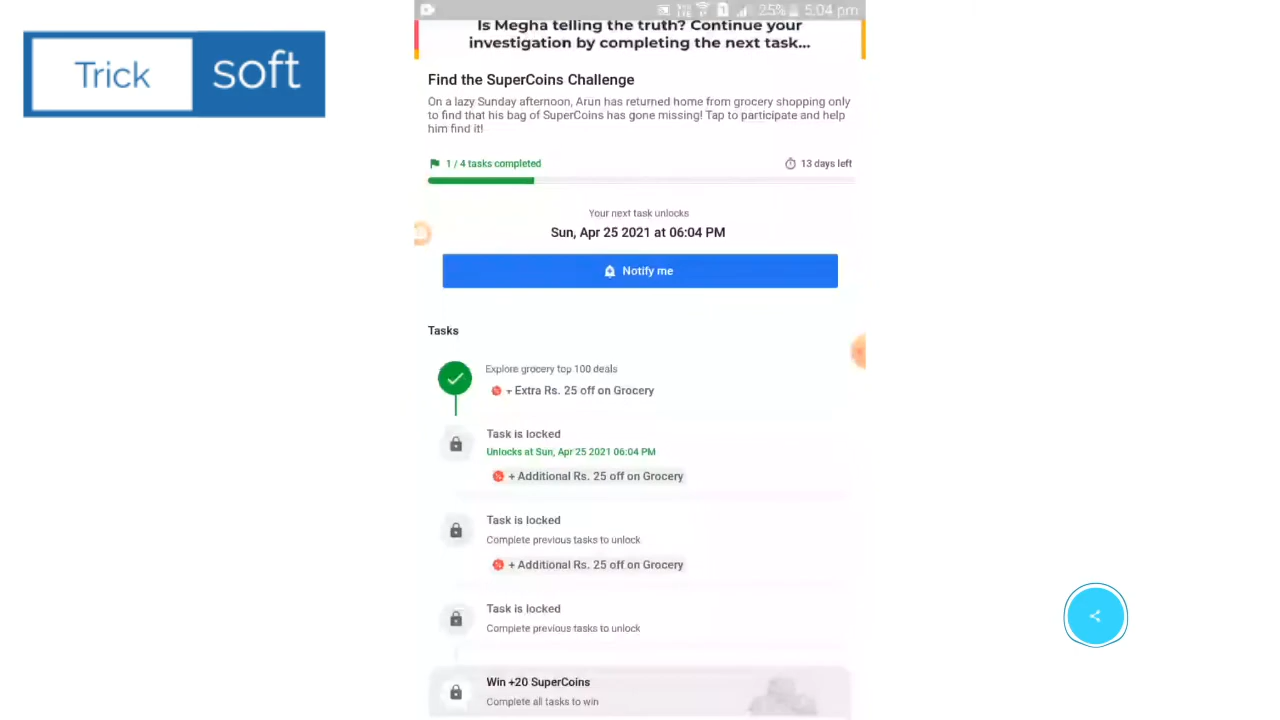 Trick soft
25% 5:04 pm
Is Megha telling the truth? Continue your
investigation by completing the next task...
Find the SuperCoins Challenge
On a lazy Sunday afternoon, Arun has returned home from grocery shopping only
to find that his bag of SuperCoins has gone missing! Tap to participate and help
him find it!
1 / 4 tasks completed
13 days left
Your next task unlocks
Sun, Apr 25 2021 at 06:04 PM
Notify me
Tasks
Explore grocery top 100 deals
+ Extra Rs. 25 off on Grocery
Task is locked
Unlocks at Sun, Apr 25 2021 06:04 PM
+ Additional Rs. 25 off on Grocery
Task is locked
Complete previous tasks to unlock
+ Additional Rs. 25 off on Grocery
Task is locked
Complete previous tasks to unlock
Win +20 SuperCoins
Complete all tasks to win